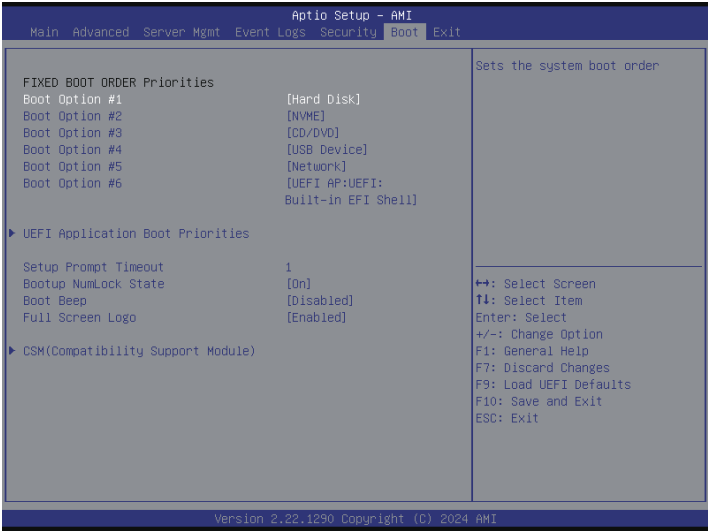 Aptio Setup – AMI
Main Advanced Server Mgmt Event Logs Security Boot Exit
FIXED BOOT ORDER Priorities
Boot Option #1 [Hard Disk]
Boot Option #2 [NVME]
Boot Option #3 [CD/DVD]
Boot Option #4 [USB Device]
Boot Option #5 [Network]
Boot Option #6 [UEFI AP:UEFI:
Built-in EFI Shell]
UEFI Application Boot Priorities
Setup Prompt Timeout 1
Bootup NumLock State [On]
Boot Beep [Disabled]
Full Screen Logo [Enabled]
CSM(Compatibility Support Module)
Sets the system boot order
↔: Select Screen
↑↓: Select Item
Enter: Select
+/-: Change Option
F1: General Help
F7: Discard Changes
F9: Load UEFI Defaults
F10: Save and Exit
ESC: Exit
Version 2.22.1290 Copyright (C) 2024 AMI